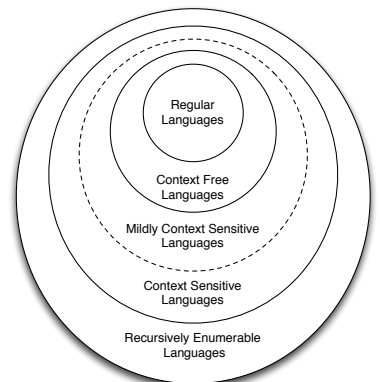 Regular
Languages
Context Free
Languages
Mildly Context Sensitive
Languages
Context Sensitive
Languages
Recursively Enumerable
Languages